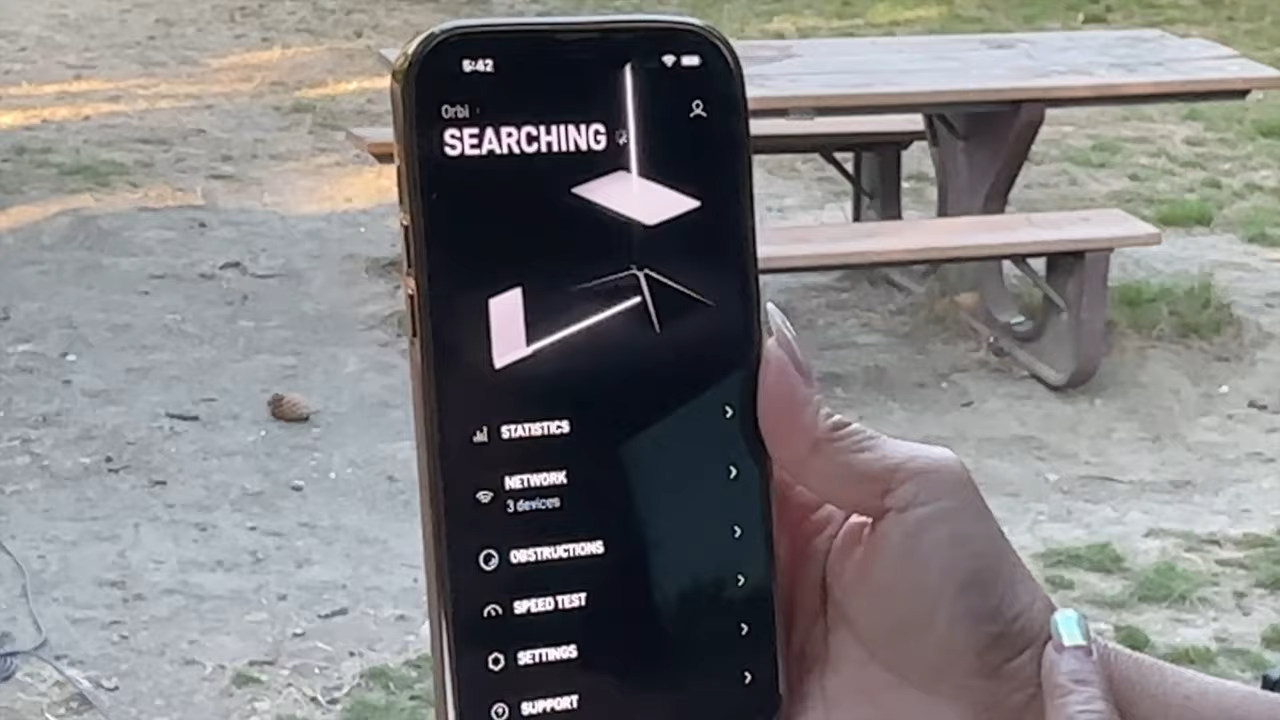 5:42
Orbi
SEARCHING
STATISTICS
NETWORK
3 devices
OBSTRUCTIONS
SPEED TEST
SETTINGS
SUPPORT